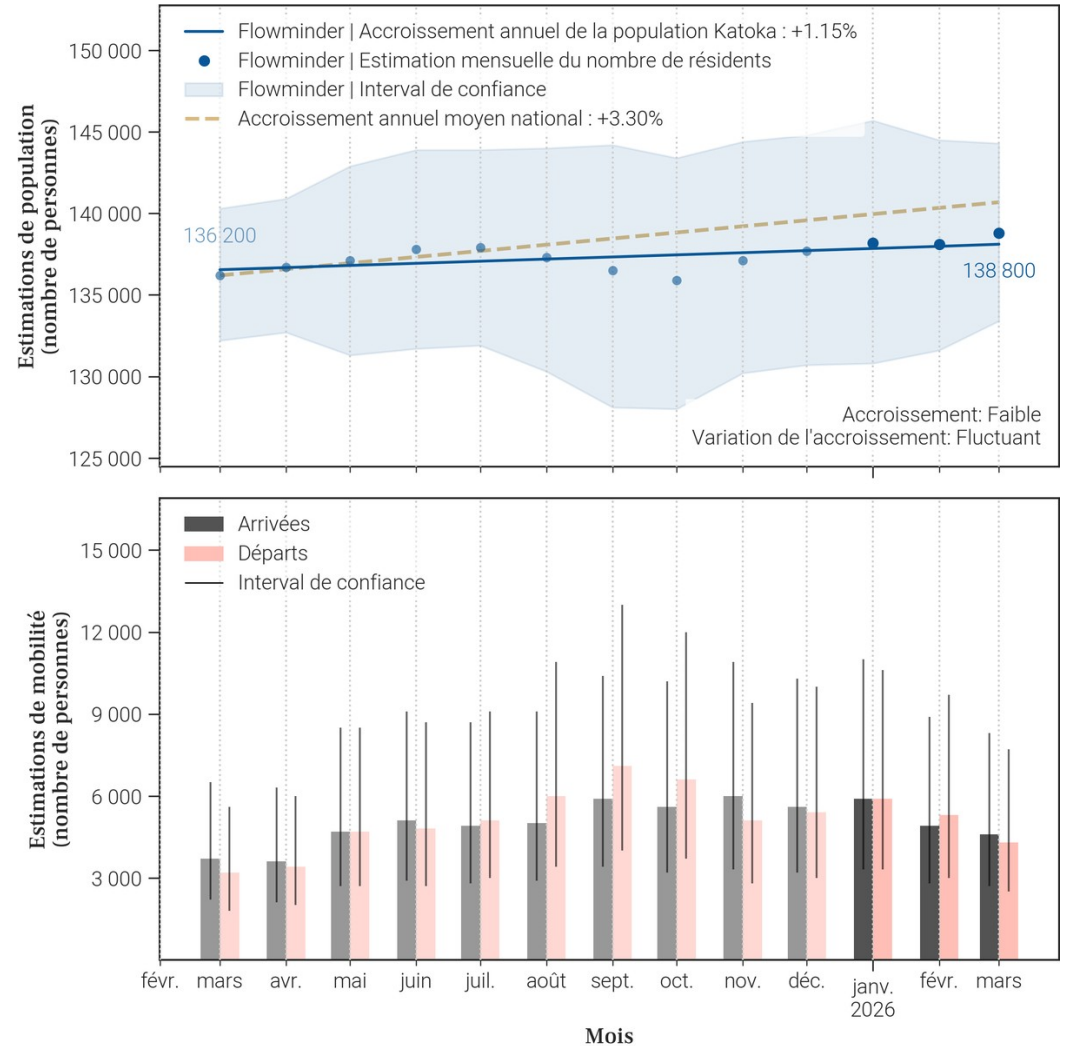 Flowminder | Accroissement annuel de la population Katoka : +1.15%
Flowminder | Estimation mensuelle du nombre de résidents
Flowminder | Interval de confiance
Accroissement annuel moyen national : +3.30%
Estimations de population
(nombre de personnes)
150 000
145 000
140 000
135 000
130 000
125 000
136 200
138 800
Accroissement: Faible
Variation de l'accroissement: Fluctuant
Arrivées
Départs
Interval de confiance
Estimations de mobilité
(nombre de personnes)
15 000
12 000
9 000
6 000
3 000
févr. mars avr. mai juin juil. août sept. oct. nov. déc. janv. févr. mars
2026
Mois